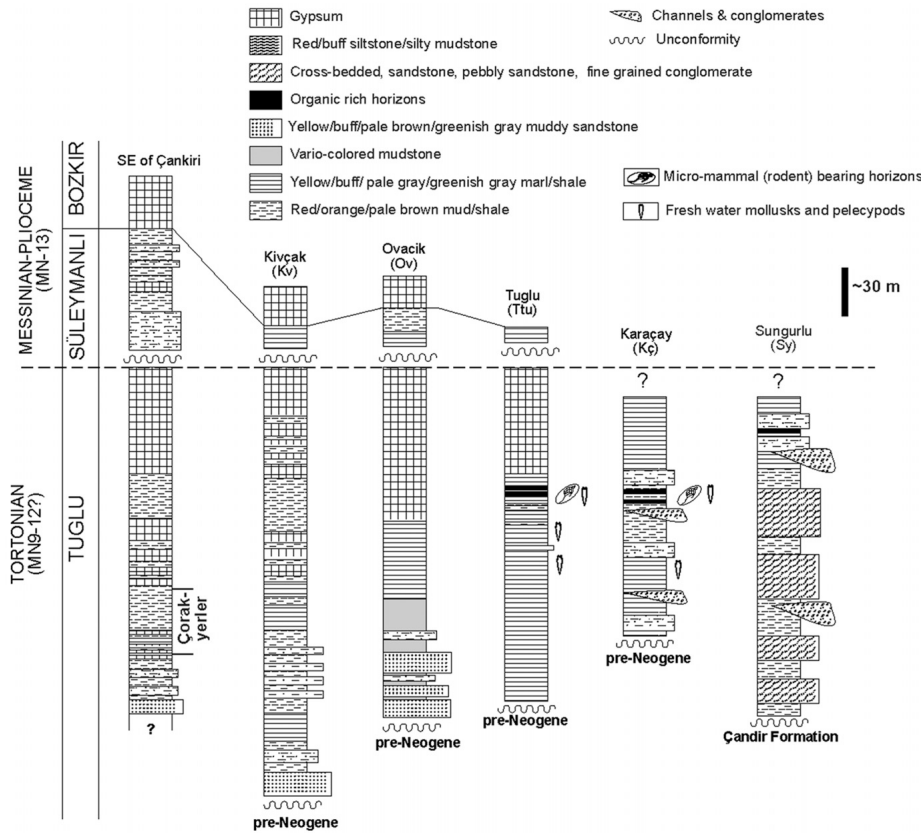 Gypsum
Red/buff siltstone/silty mudstone
Cross-bedded, sandstone, pebbly sandstone, fine grained conglomerate
Organic rich horizons
Yellow/buff/pale brown/greenish gray muddy sandstone
Vario-colored mudstone
Yellow/buff/ pale gray/greenish gray marl/shale
Red/orange/pale brown mud/shale
Channels & conglomerates
Unconformity
Micro-mammal (rodent) bearing horizons
Fresh water mollusks and pelecypods
~30 m
MESSINIAN-PLIOCEME
(MN-13)
BOZKIR
SÜLEYMANLI
TORTONIAN
(MN9-12?)
TUGLU
SE of Çankiri
Çorak-
yerler
?
Kivçak
(Kv)
pre-Neogene
Ovacik
(Ov)
pre-Neogene
Tuglu
(Ttu)
pre-Neogene
Karaçay
(Kç)
?
pre-Neogene
Sungurlu
(Sy)
?
Çandir Formation